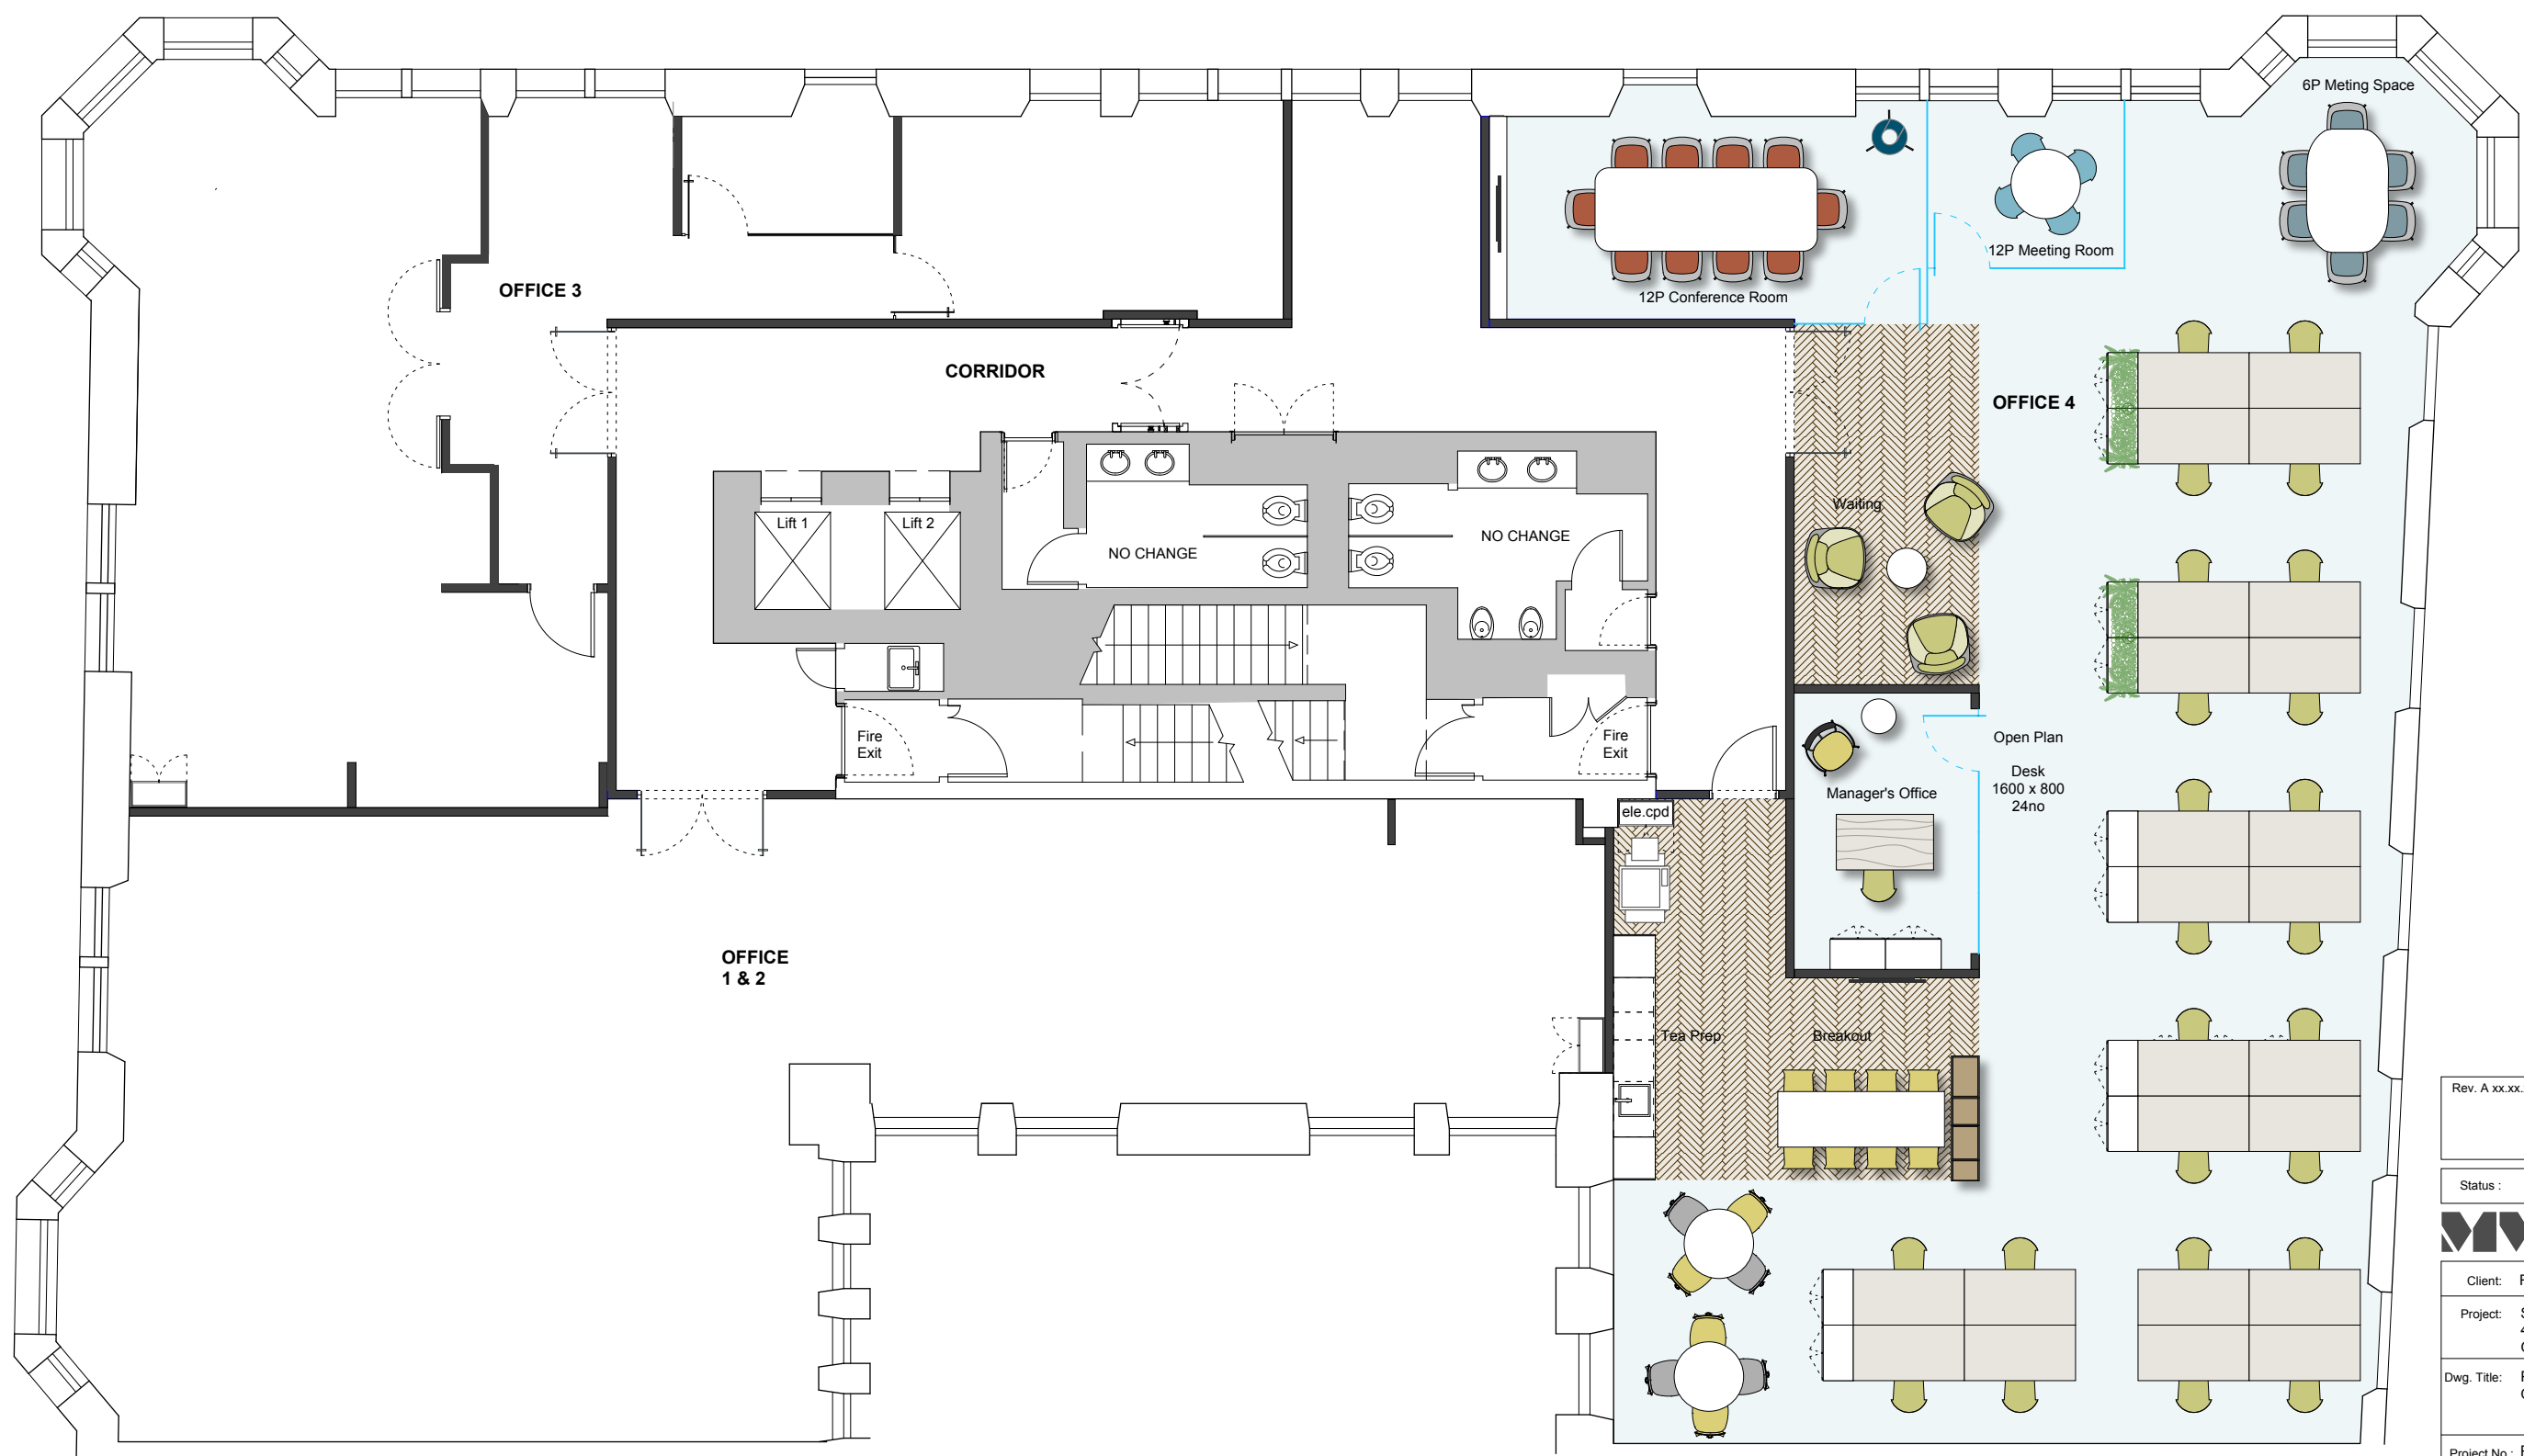 6P Meting Space
12P Meeting Room
12P Conference Room
OFFICE 3
CORRIDOR
OFFICE 4
Waiting
Lift 1
Lift 2
NO CHANGE
NO CHANGE
Fire
Exit
Fire
Exit
Open Plan
Desk
1600 x 800
24no
Manager's Office
ele.cpd
OFFICE
1 & 2
Tea Prep
Breakout
Rev. A xx.xx.
Status :
Client:
Project:
Dwg. Title:
Project No :